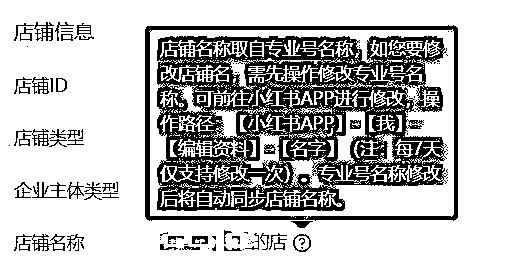 店铺信息
店铺名称取自专业号名称，如您要修
改店铺名，需先操作修改专业号名
称。可前往小红书APP进行修改，操
作路径：【小红书APP】-【我】-
【编辑资料】-【名字】（注：每7天
仅支持修改一次）。专业号名称修改
后将自动同步店铺名称。
店铺ID
店铺类型
企业主体类型
店铺名称
的店